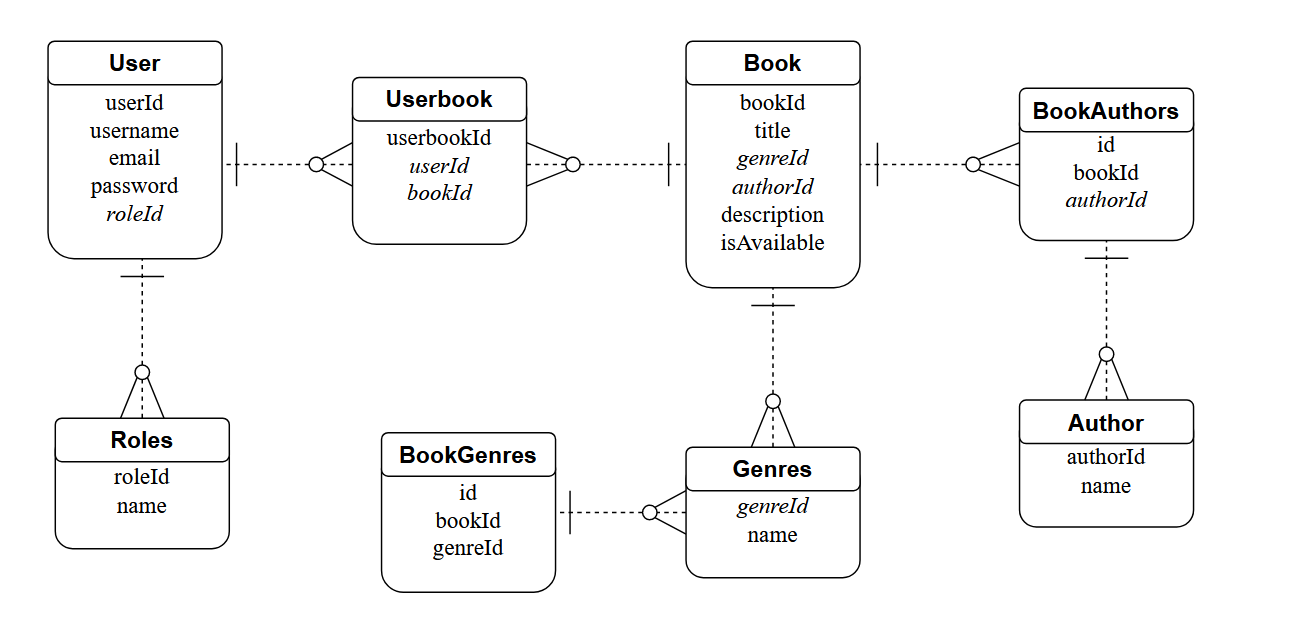 User
userId
username
email
password
roleId
Userbook
userbookId
userId
bookId
Book
bookId
title
genreId
authorId
description
isAvailable
BookAuthors
id
bookId
authorId
Roles
roleId
name
BookGenres
id
bookId
genreId
Genres
genreId
name
Author
authorId
name